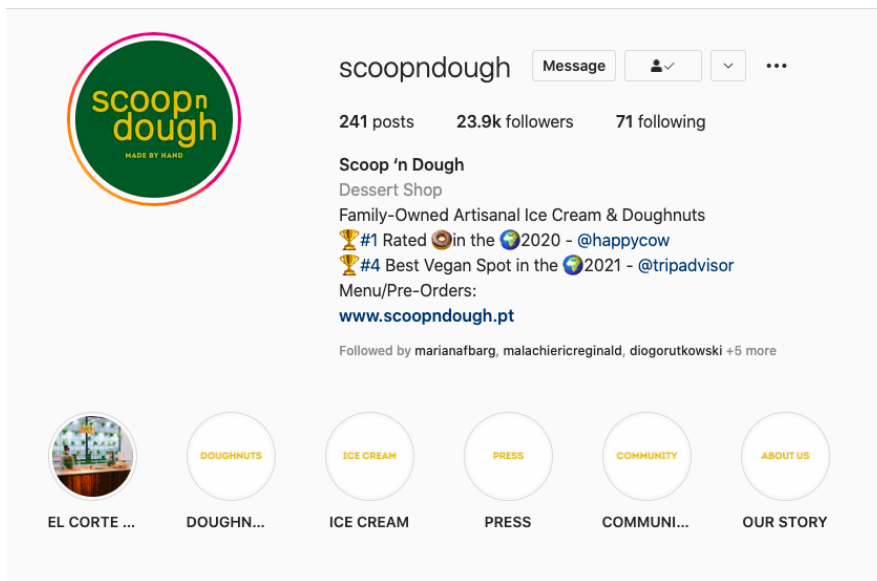 scoopn
dough
MADE BY HAND
scoopndough Message
241 posts 23.9k followers 71 following
Scoop ‘n Dough
Dessert Shop
Family-Owned Artisanal Ice Cream & Doughnuts
🏆#1 Rated 🍩in the 🌍2020 - @happycow
🏆#4 Best Vegan Spot in the 🌍2021 - @tripadvisor
Menu/Pre-Orders:
www.scoopndough.pt
Followed by marianafbarg, malachiericreginald, diogorutkowski +5 more
DOUGHNUTS ICE CREAM PRESS COMMUNITY ABOUT US
EL CORTE ... DOUGHN... ICE CREAM PRESS COMMUNI... OUR STORY